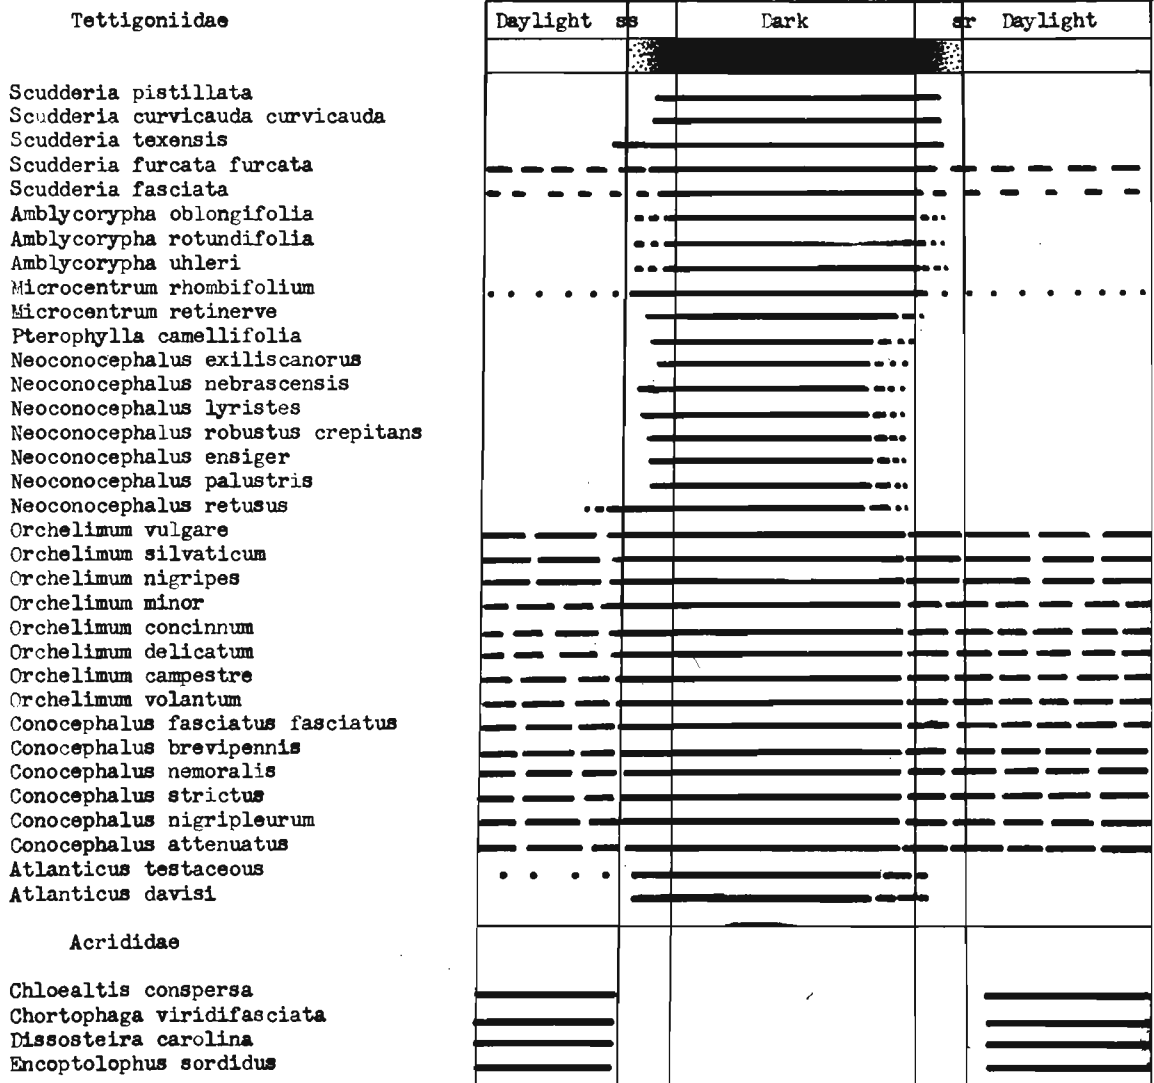 Tettigoniidae
Daylight ss Dark sr Daylight
Scudderia pistillata
Scudderia curvicauda curvicauda
Scudderia texensis
Scudderia furcata furcata
Scudderia fasciata
Amblycorypha oblongifolia
Amblycorypha rotundifolia
Amblycorypha uhleri
Microcentrum rhombifolium
Microcentrum retinerve
Pterophylla camellifolia
Neoconocephalus exiliscanorus
Neoconocephalus nebrascensis
Neoconocephalus lyristes
Neoconocephalus robustus crepitans
Neoconocephalus ensiger
Neoconocephalus palustris
Neoconocephalus retusus
Orchelimum vulgare
Orchelimum silvaticum
Orchelimum nigripes
Orchelimum minor
Orchelimum concinnum
Orchelimum delicatum
Orchelimum campestre
Orchelimum volantum
Conocephalus fasciatus fasciatus
Conocephalus brevipennis
Conocephalus nemoralis
Conocephalus strictus
Conocephalus nigripleurum
Conocephalus attenuatus
Atlanticus testaceous
Atlanticus davisi
Acrididae
Chloealtis conspersa
Chortophaga viridifasciata
Dissosteira carolina
Encoptolophus sordidus